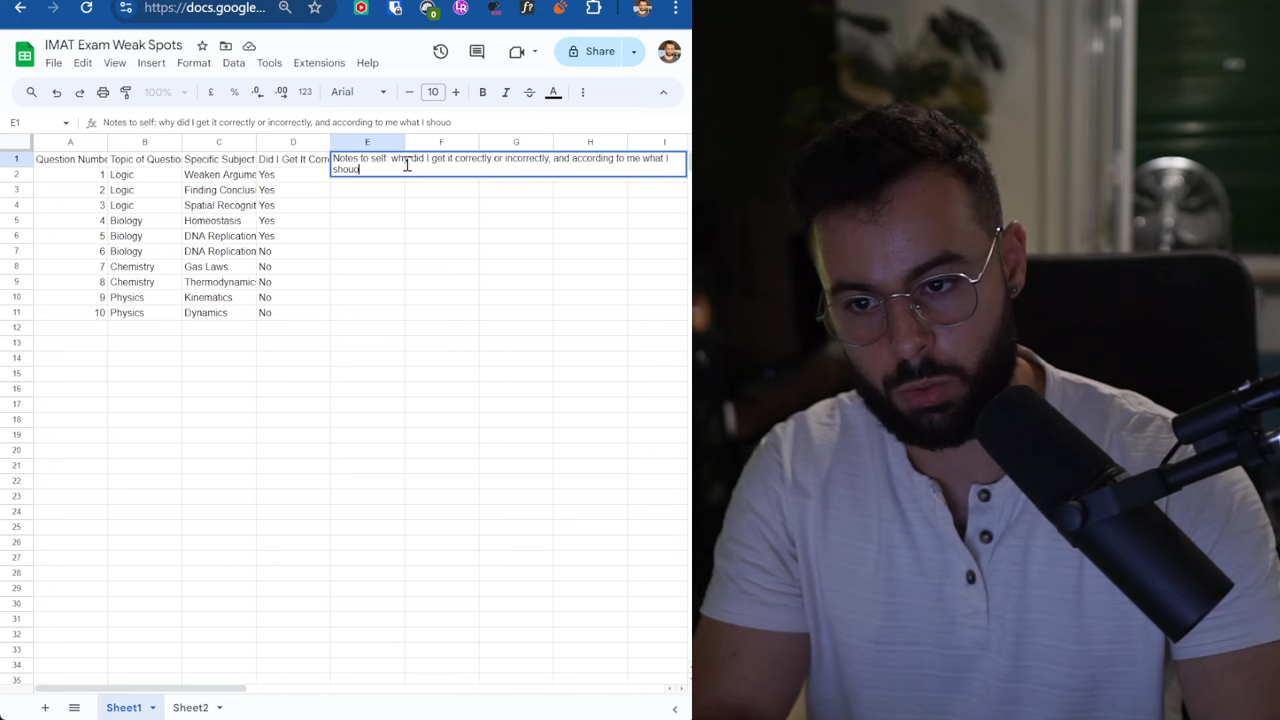 https://docs.google...
0
IMAT Exam Weak Spots
Share
File Edit View Insert Format Data Tools Extensions Help
100% £ % .0 .00 123 Arial 10 B I S A
E1 fx Notes to self: why did I get it correctly or incorrectly, and according to me what I shouo
A B C D E F G H I
1 Question Numbe Topic of Questio Specific Subject Did I Get It Corre Notes to self: why did I get it correctly or incorrectly, and according to me what I
shouo
2 1 Logic Weaken Argume Yes
3 2 Logic Finding Conclusi Yes
4 3 Logic Spatial Recognit Yes
5 4 Biology Homeostasis Yes
6 5 Biology DNA Replication Yes
7 6 Biology DNA Replication No
8 7 Chemistry Gas Laws No
9 8 Chemistry Thermodynamics No
10 9 Physics Kinematics No
11 10 Physics Dynamics No
12
13
14
15
16
17
18
19
20
21
22
23
24
25
26
27
28
29
30
31
32
33
34
35
Sheet1 Sheet2